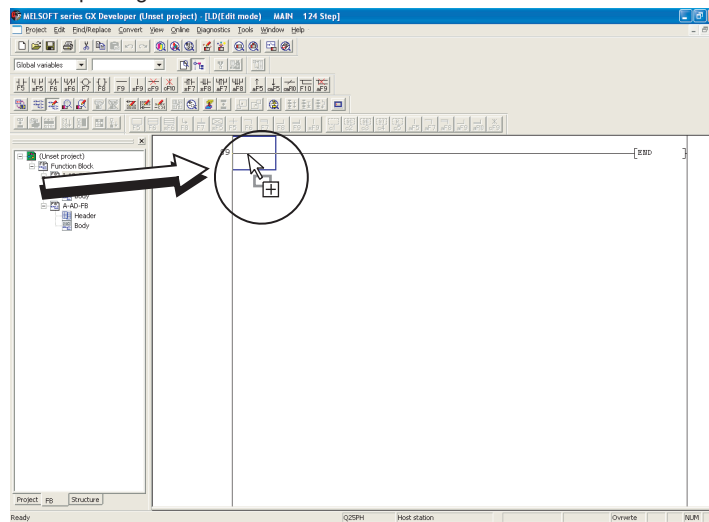 MELSOFT series GX Developer (Unset project) - [LD(Edit mode) MAIN 124 Step]
Project Edit Find/Replace Convert View Online Diagnostics Tools Window Help
Global variables
F5 sF5 F6 sF6 F7 F8 F9 sF9 cF9 cF10 sF7 sF8 aF7 aF8 aF5 caF5 caF10 F10 aF9
(Unset project)
Function Block
Body
A-AD-FB
Header
Body
END
Project FB Structure
Ready Q25PH Host station Ovrwrte NUM